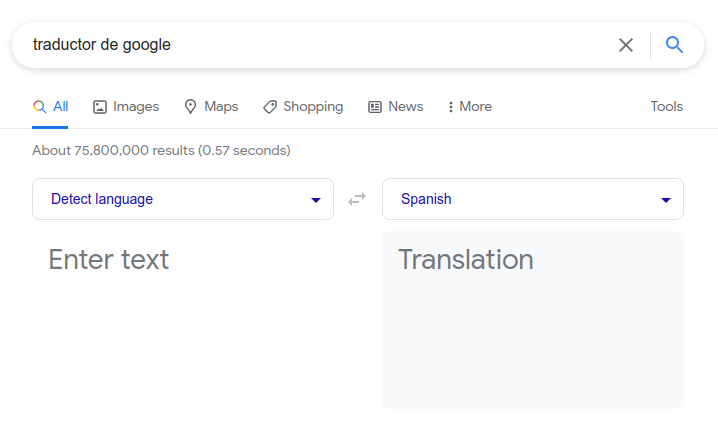 traductor de google
All Images Maps Shopping News More Tools
About 75,800,000 results (0.57 seconds)
Detect language Spanish
Enter text Translation